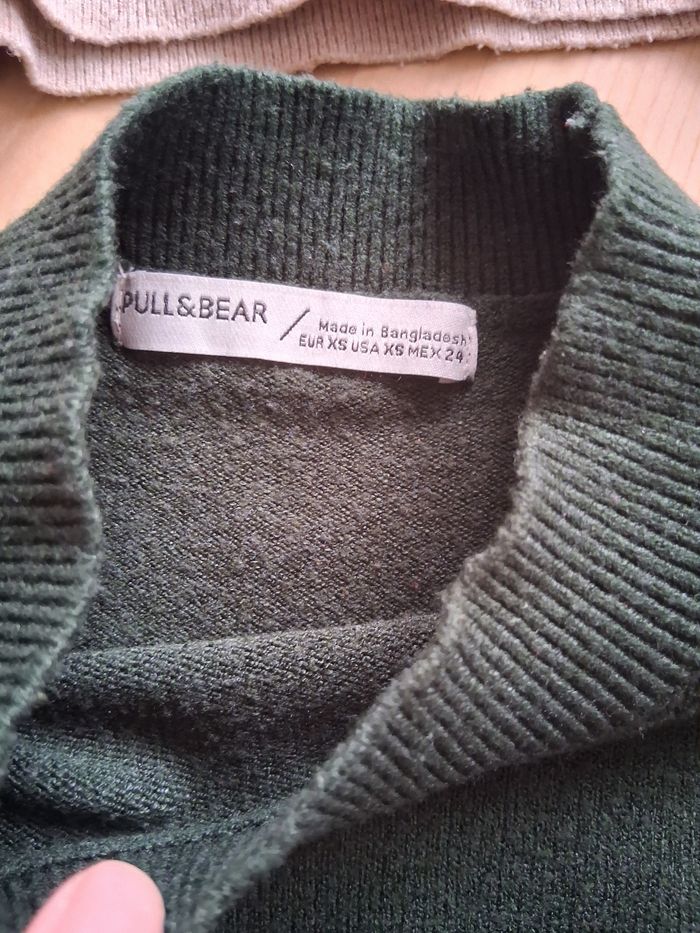 PULL&BEAR
Made in Bangladesh
EUR XS USA XS MEX 24